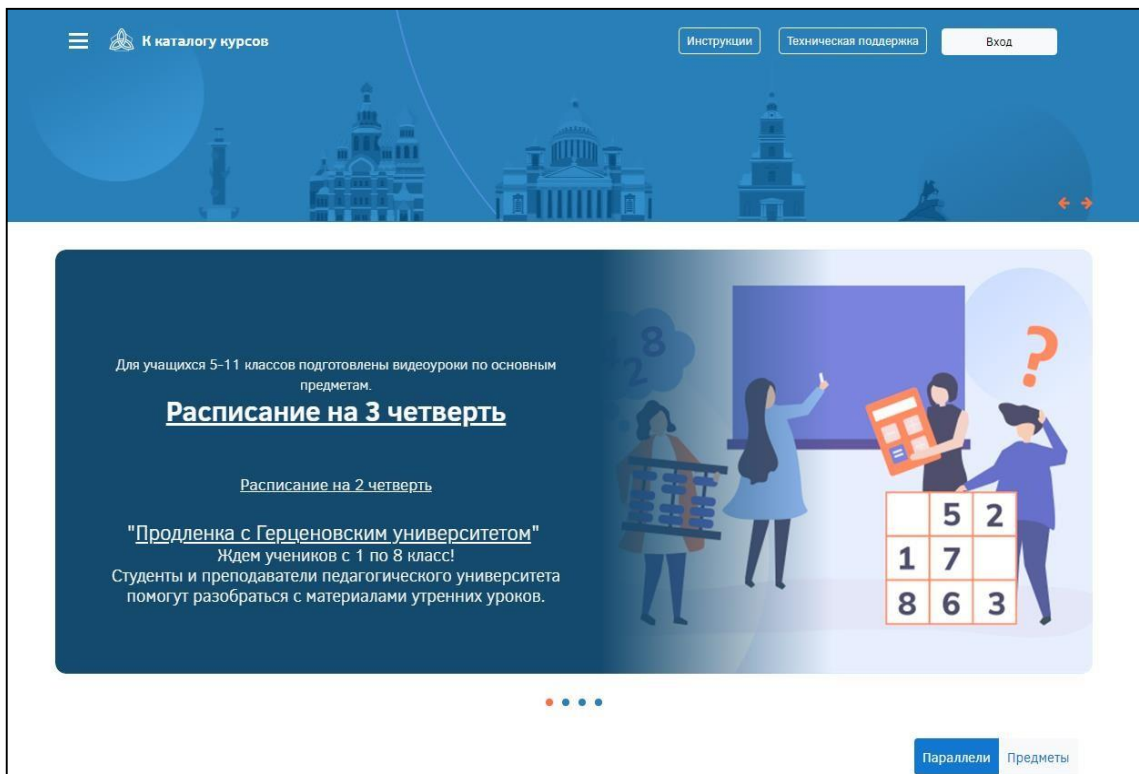 К каталогу курсов
Инструкции
Техническая поддержка
Вход
Для учащихся 5-11 классов подготовлены видеоуроки по основным
предметам.
Расписание на 3 четверть
Расписание на 2 четверть
"Продленка с Герценовским университетом"
Ждем учеников с 1 по 8 класс!
Студенты и преподаватели педагогического университета
помогут разобраться с материалами утренних уроков.
8
2
?
5 2
1 7
8 6 3
Параллели
Предметы